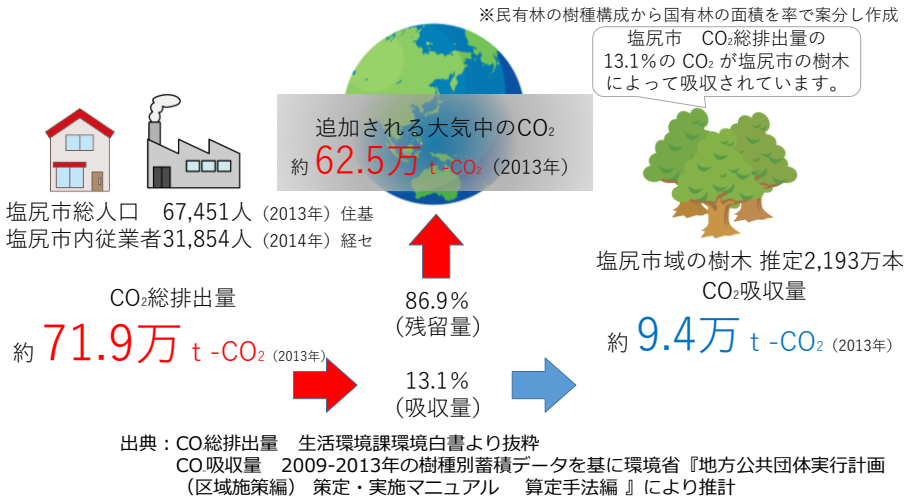 ※民有林の樹種構成から国有林の面積を率で案分し作成
塩尻市　CO₂総排出量の
13.1%の CO₂ が塩尻市の樹木
によって吸収されています。
追加される大気中のCO₂
約 62.5万 t -CO₂（2013年）
塩尻市総人口　67,451人（2013年）住基
塩尻市内従業者31,854人（2014年）経セ
塩尻市域の樹木 推定2,193万本
CO₂総排出量
約 71.9万 t -CO₂（2013年）
86.9%
（残留量）
13.1%
（吸収量）
CO₂吸収量
約 9.4万 t -CO₂（2013年）
出典：CO₂総排出量　生活環境課環境白書より抜粋
CO₂吸収量　2009-2013年の樹種別蓄積データを基に環境省『地方公共団体実行計画
（区域施策編） 策定・実施マニュアル　算定手法編 』により推計